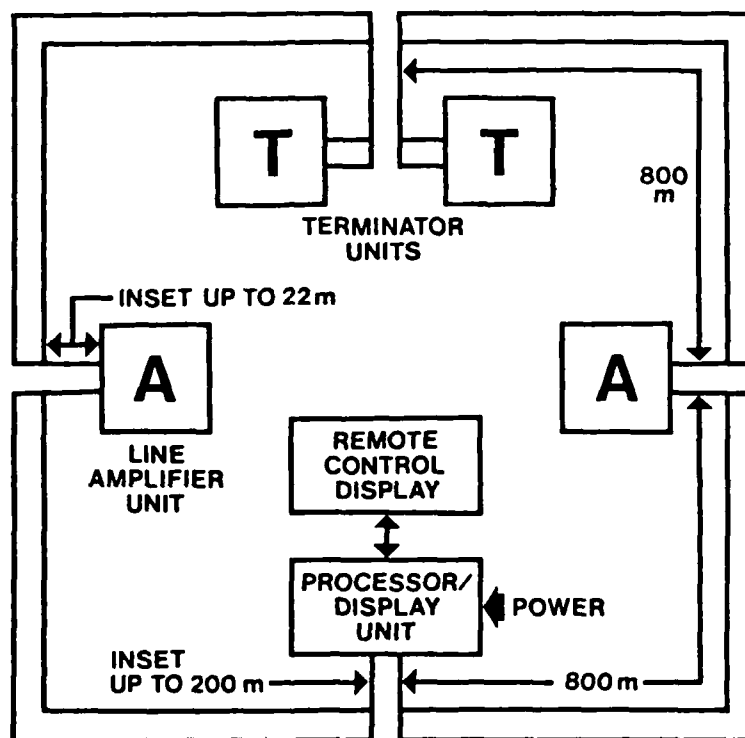 T
T
800
m
TERMINATOR
UNITS
INSET UP TO 22m
A
A
LINE
AMPLIFIER
UNIT
REMOTE
CONTROL
DISPLAY
PROCESSOR/
DISPLAY
UNIT
POWER
INSET
UP TO 200 m
800 m